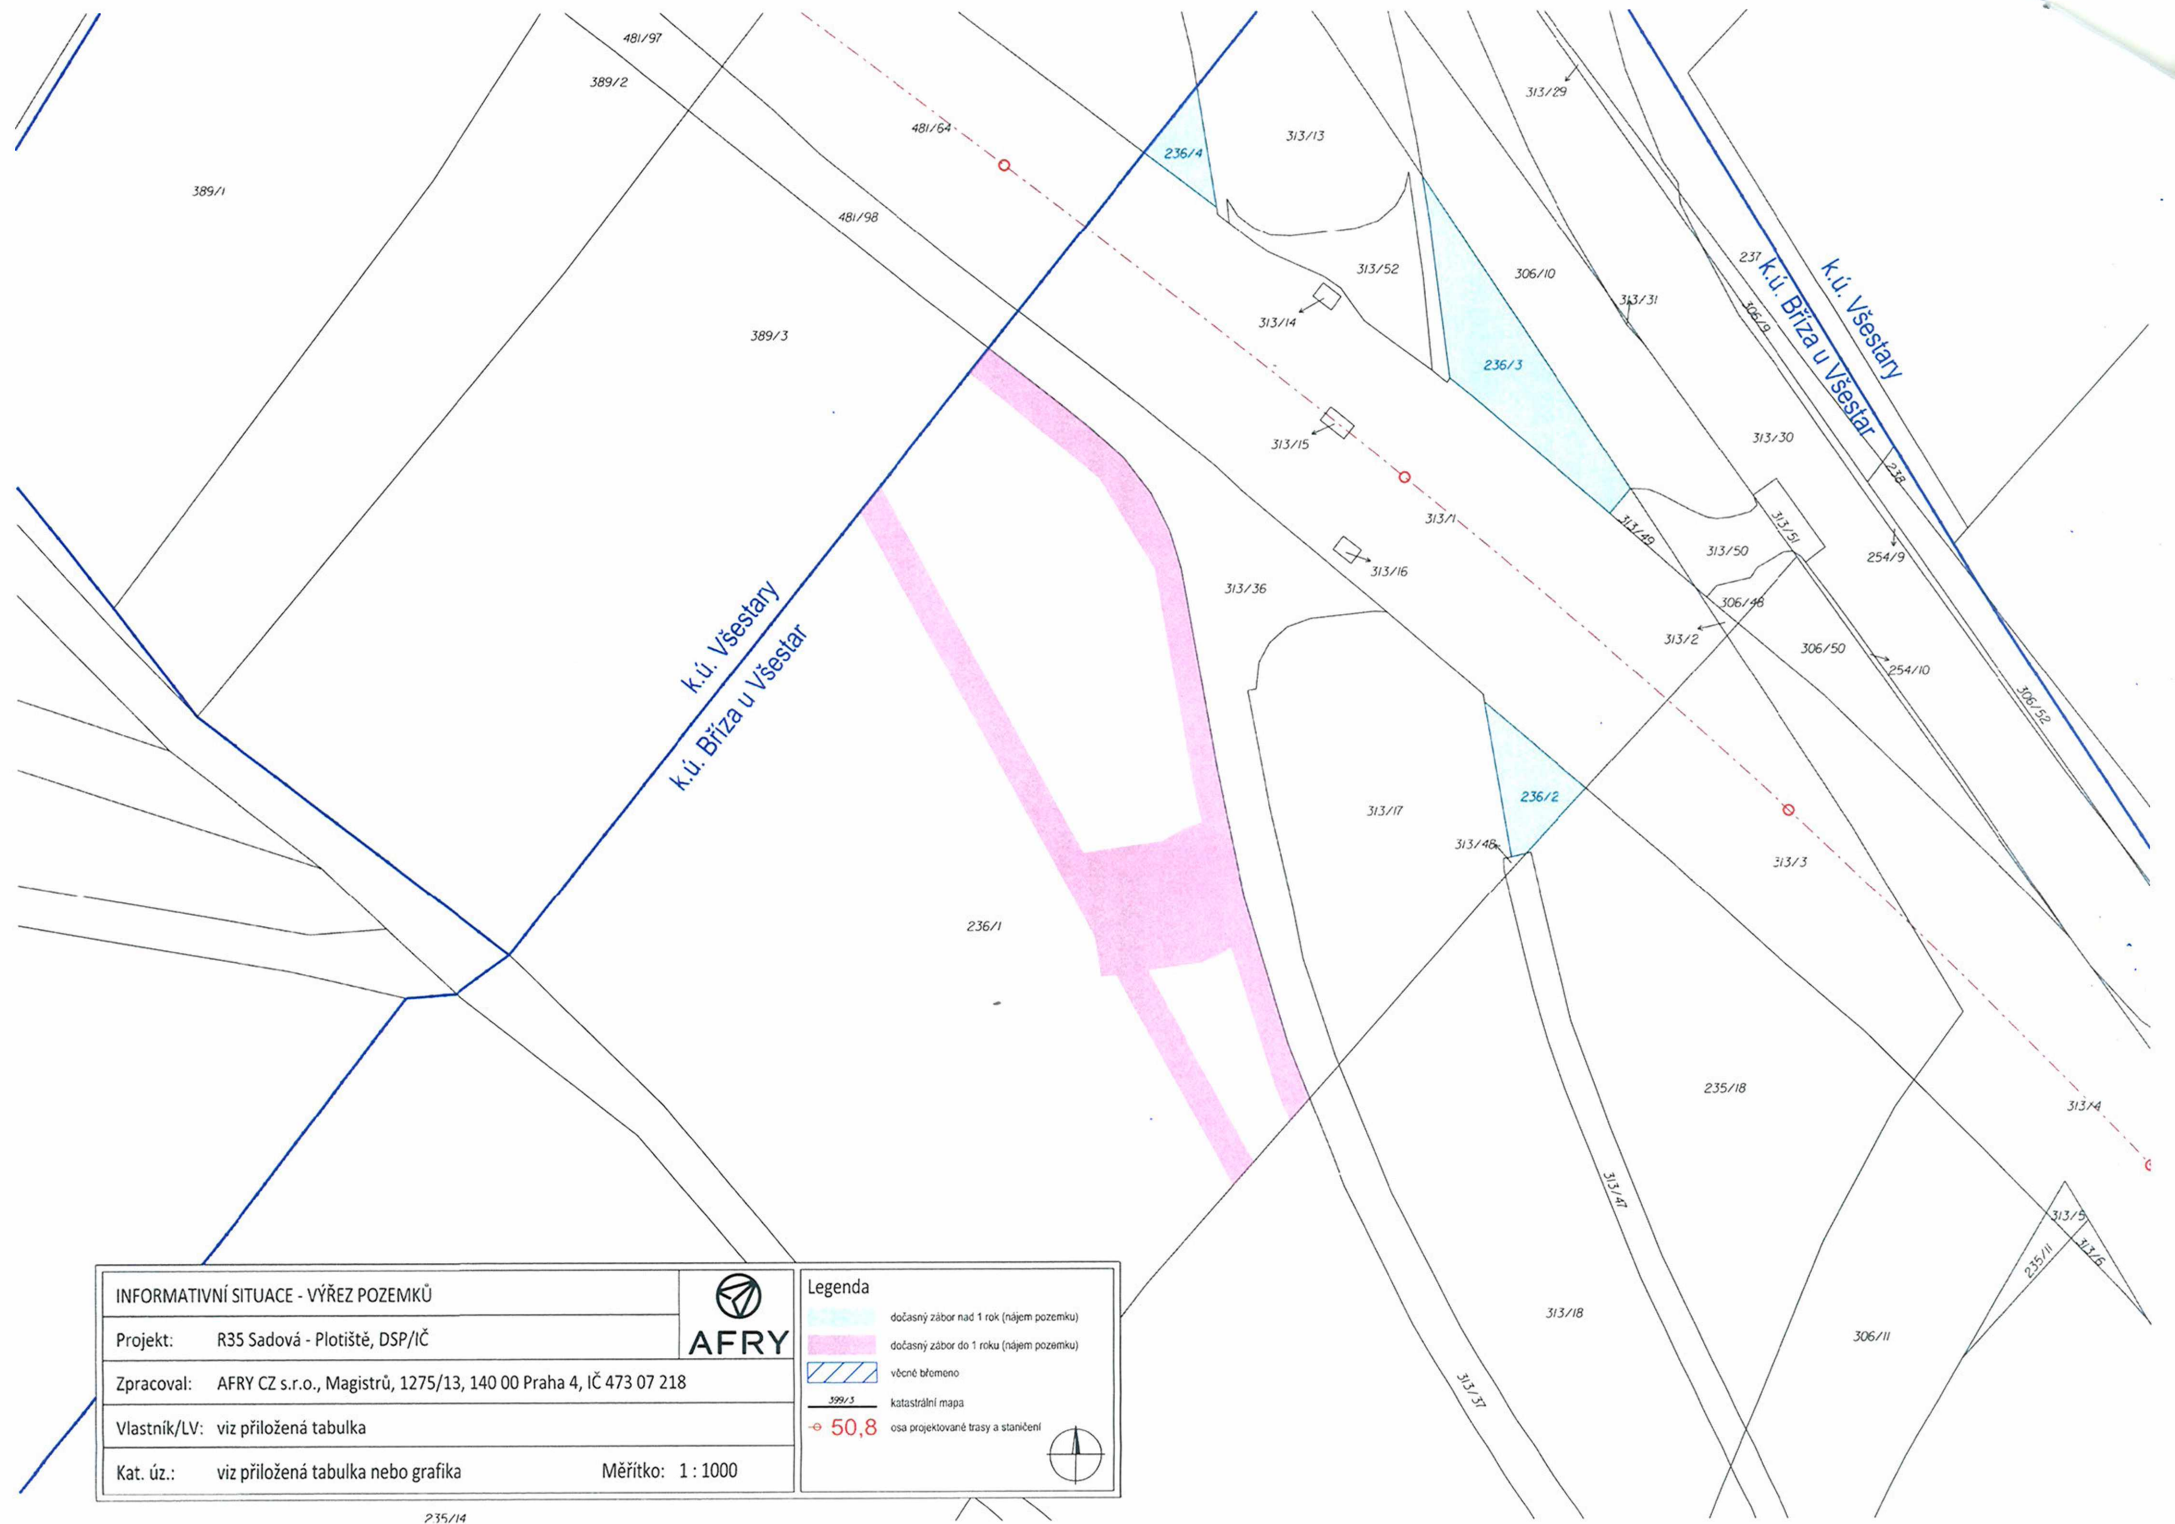 481/97
389/2
481/64
313/13
313/29
236/4
389/1
481/98
313/52
306/10
237
k.ú. Všestary
k.ú. Bříza u Všestar
313/31
306/9
313/14
389/3
236/3
313/15
313/30
238
313/1
313/49
313/51
313/50
254/9
313/16
313/36
306/48
313/2
306/50
254/10
306/52
k.ú. Všestary
k.ú. Bříza u Všestar
236/2
313/17
313/48
313/3
236/1
235/18
313/4
313/47
313/5
313/6
235/11
313/18
306/11
313/37
INFORMATIVNÍ SITUACE - VÝŘEZ POZEMKŮ
AFRY
Projekt: R35 Sadová - Plotiště, DSP/IČ
Zpracoval: AFRY CZ s.r.o., Magistrů, 1275/13, 140 00 Praha 4, IČ 473 07 218
Vlastník/LV: viz přiložená tabulka
Kat. úz.: viz přiložená tabulka nebo grafika Měřítko: 1 : 1000
Legenda
dočasný zábor nad 1 rok (nájem pozemku)
dočasný zábor do 1 roku (nájem pozemku)
věcné břemeno
399/3 katastrální mapa
50,8 osa projektované trasy a staničení
235/14